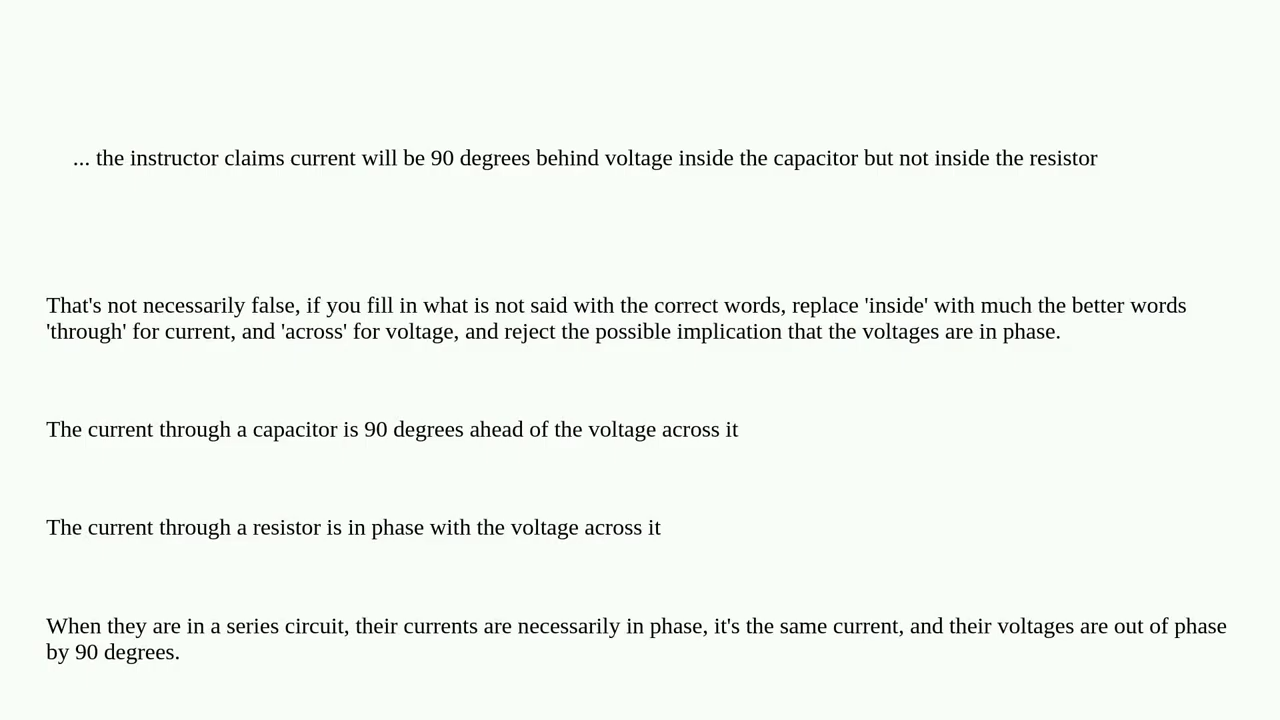 ... the instructor claims current will be 90 degrees behind voltage inside the capacitor but not inside the resistor
That's not necessarily false, if you fill in what is not said with the correct words, replace 'inside' with much the better words
'through' for current, and 'across' for voltage, and reject the possible implication that the voltages are in phase.
The current through a capacitor is 90 degrees ahead of the voltage across it
The current through a resistor is in phase with the voltage across it
When they are in a series circuit, their currents are necessarily in phase, it's the same current, and their voltages are out of phase
by 90 degrees.